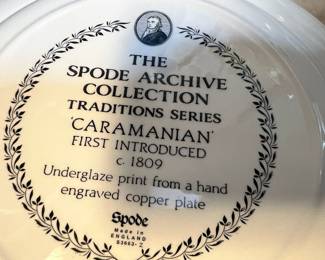 THE
SPODE ARCHIVE
COLLECTION
TRADITIONS SERIES
'CARAMANIAN'
FIRST INTRODUCED
c. 1809
Underglaze print from a hand
engraved copper plate
Spode
Made in
ENGLAND
S3463-Z